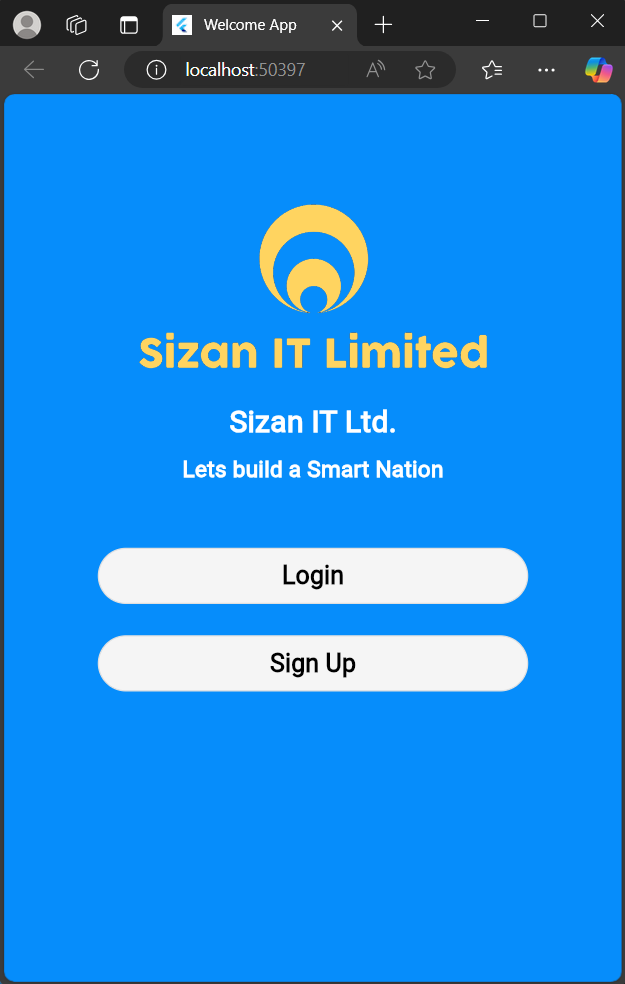 Welcome App
localhost:50397
Sizan IT Limited
Sizan IT Ltd.
Lets build a Smart Nation
Login
Sign Up